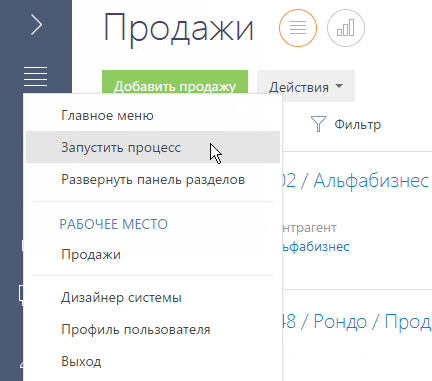 Продажи
Добавить продажу
Действия
Главное меню
Фильтр
Запустить процесс
Развернуть панель разделов
02 / Альфабизнес
РАБОЧЕЕ МЕСТО
нтрагент
Продажи
ьфабизнес
Дизайнер системы
Профиль пользователя
48 / Рондо / Прод
Выход